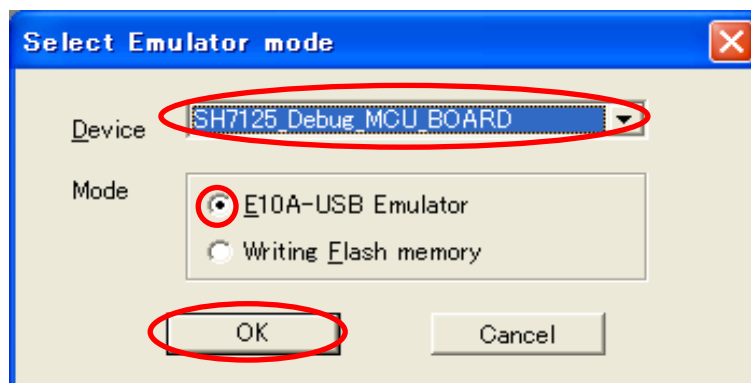 Select Emulator mode
Device SH7125_Debug_MCU_BOARD
Mode
E10A-USB Emulator
Writing Flash memory
OK Cancel